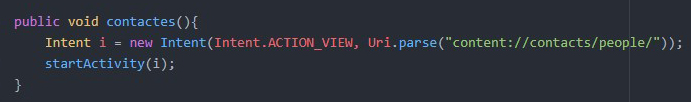 public void contactes(){
    Intent i = new Intent(Intent.ACTION_VIEW, Uri.parse("content://contacts/people/"));
    startActivity(i);
}